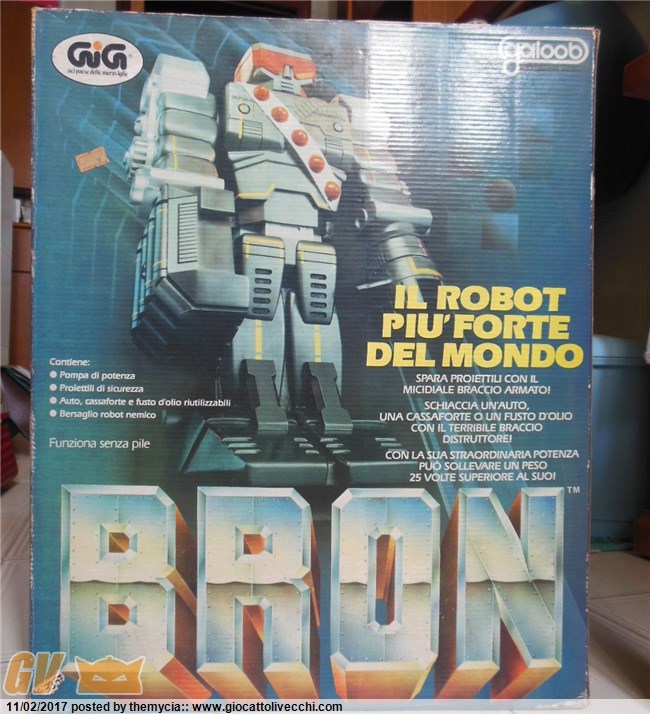 GiG
nel paese delle meraviglie
galoob
IL ROBOT
PIU' FORTE
DEL MONDO
SPARA PROIETTILI CON IL
MICIDIALE BRACCIO ARMATO!
SCHIACCIA UN'AUTO,
UNA CASSAFORTE O UN FUSTO D'OLIO
CON IL TERRIBILE BRACCIO
DISTRUTTORE!
CON LA SUA STRAORDINARIA POTENZA
PUÒ SOLLEVARE UN PESO
25 VOLTE SUPERIORE AL SUO!
Contiene:
● Pompa di potenza
● Proiettili di sicurezza
● Auto, cassaforte e fusto d'olio riutilizzabili
● Bersaglio robot nemico
Funziona senza pile
BRON™
GV
11/02/2017 posted by themycia:: www.giocattolivecchi.com